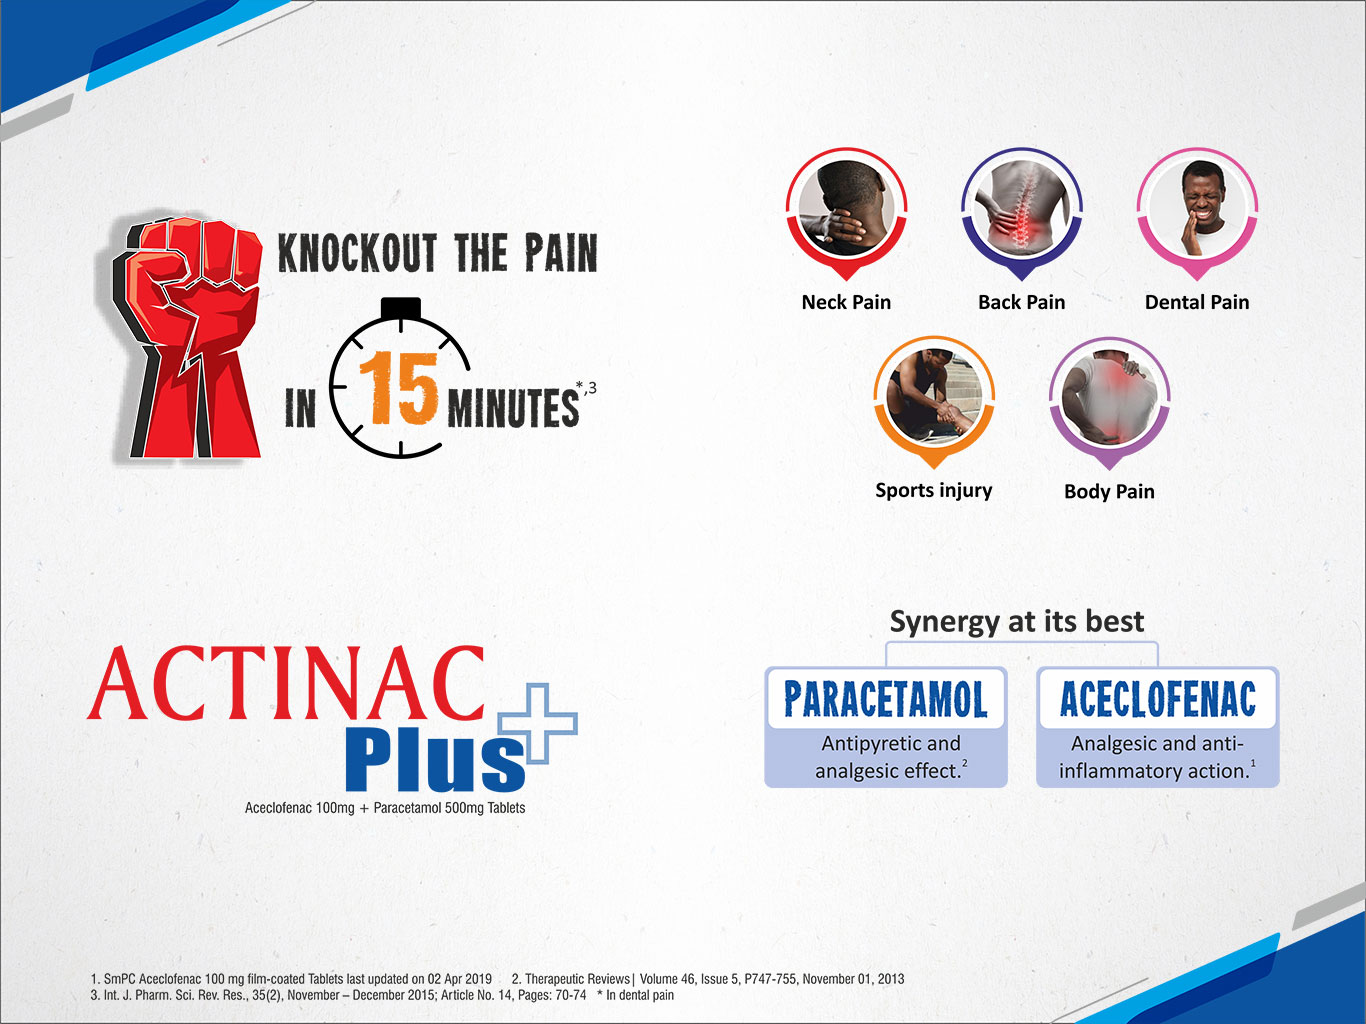 KNOCKOUT THE PAIN
IN 15 MINUTES*,3
Neck Pain
Back Pain
Dental Pain
Sports injury
Body Pain
ACTINAC
Plus+
Aceclofenac 100mg + Paracetamol 500mg Tablets
Synergy at its best
PARACETAMOL
Antipyretic and
analgesic effect.2
ACECLOFENAC
Analgesic and anti-
inflammatory action.1
1. SmPC Aceclofenac 100 mg film-coated Tablets last updated on 02 Apr 2019 2. Therapeutic Reviews| Volume 46, Issue 5, P747-755, November 01, 2013
3. Int. J. Pharm. Sci. Rev. Res., 35(2), November – December 2015; Article No. 14, Pages: 70-74 * In dental pain